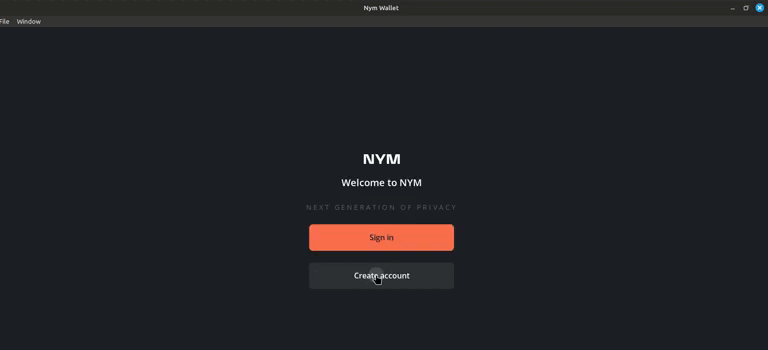 Nym Wallet
File Window
NYM
Welcome to NYM
NEXT GENERATION OF PRIVACY
Sign in
Create account